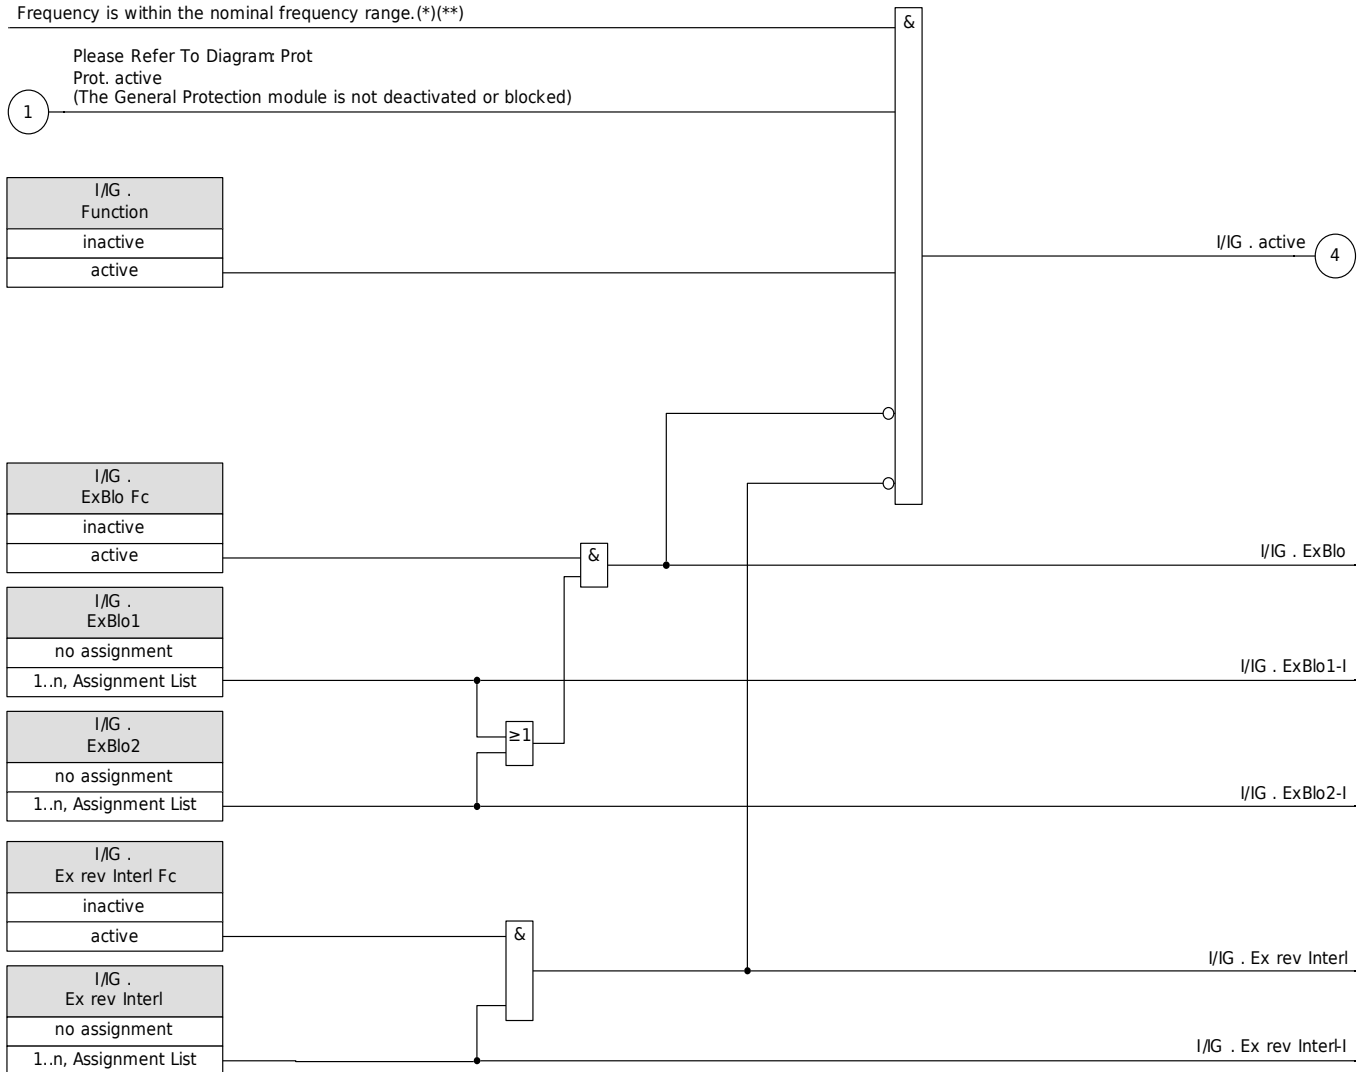 Frequency is within the nominal frequency range.(*)(**)
&
Please Refer To Diagram: Prot
Prot. active
(The General Protection module is not deactivated or blocked)
1
I/IG .
Function
inactive
active
I/IG . active
4
I/IG .
ExBlo Fc
inactive
active
&
I/IG . ExBlo
I/IG .
ExBlo1
no assignment
1..n, Assignment List
I/IG . ExBlo1-I
≥1
I/IG .
ExBlo2
no assignment
1..n, Assignment List
I/IG . ExBlo2-I
I/IG .
Ex rev Interl Fc
inactive
active
&
I/IG . Ex rev Interl
I/IG .
Ex rev Interl
no assignment
1..n, Assignment List
I/IG . Ex rev Interl-I